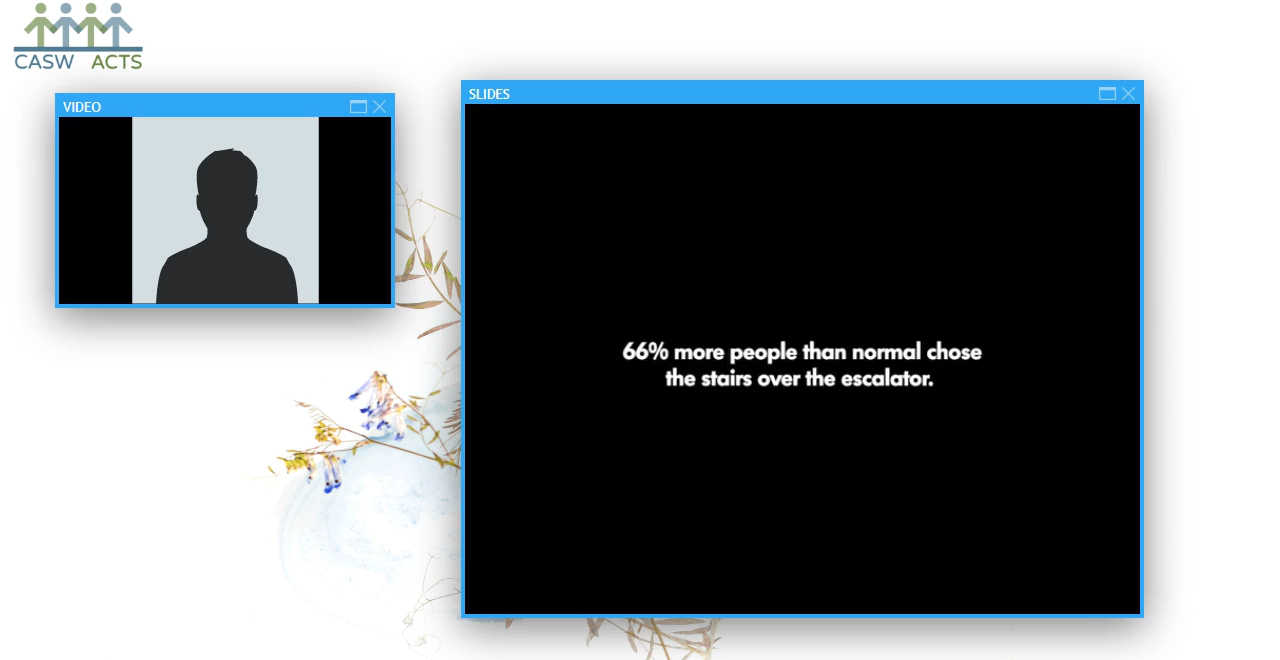 CASW ACTS
VIDEO
SLIDES
66% more people than normal chose
the stairs over the escalator.